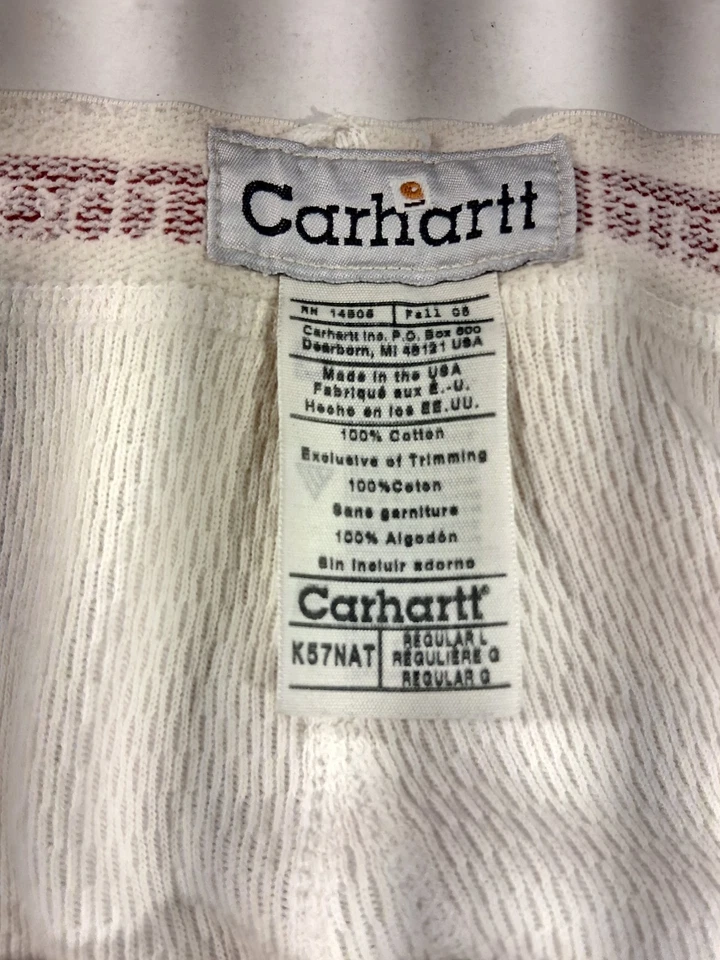 Carhartt
RN 14806 Fall 06
Carhartt Inc. P.O. Box 600
Dearborn, MI 48121 USA
Made in the USA
Fabriqué aux É.-U.
Hecho en los EE.UU.
100% Cotton
Exclusive of Trimming
100%Coton
Sans garniture
100% Algodón
Sin incluir adorno
Carhartt®
K57NAT REGULAR L
RÉGULIÈRE G
REGULAR G